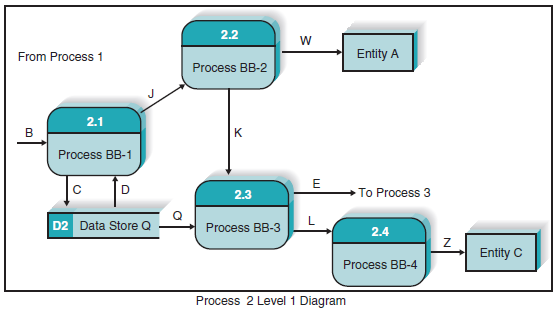 2.2
W
Entity A
From Process 1
Process BB-2
J
2.1
B
K
Process BB-1
C
D
2.3
E
To Process 3
D2 Data Store Q
Q
Process BB-3
L
2.4
Z
Entity C
Process BB-4
Process 2 Level 1 Diagram